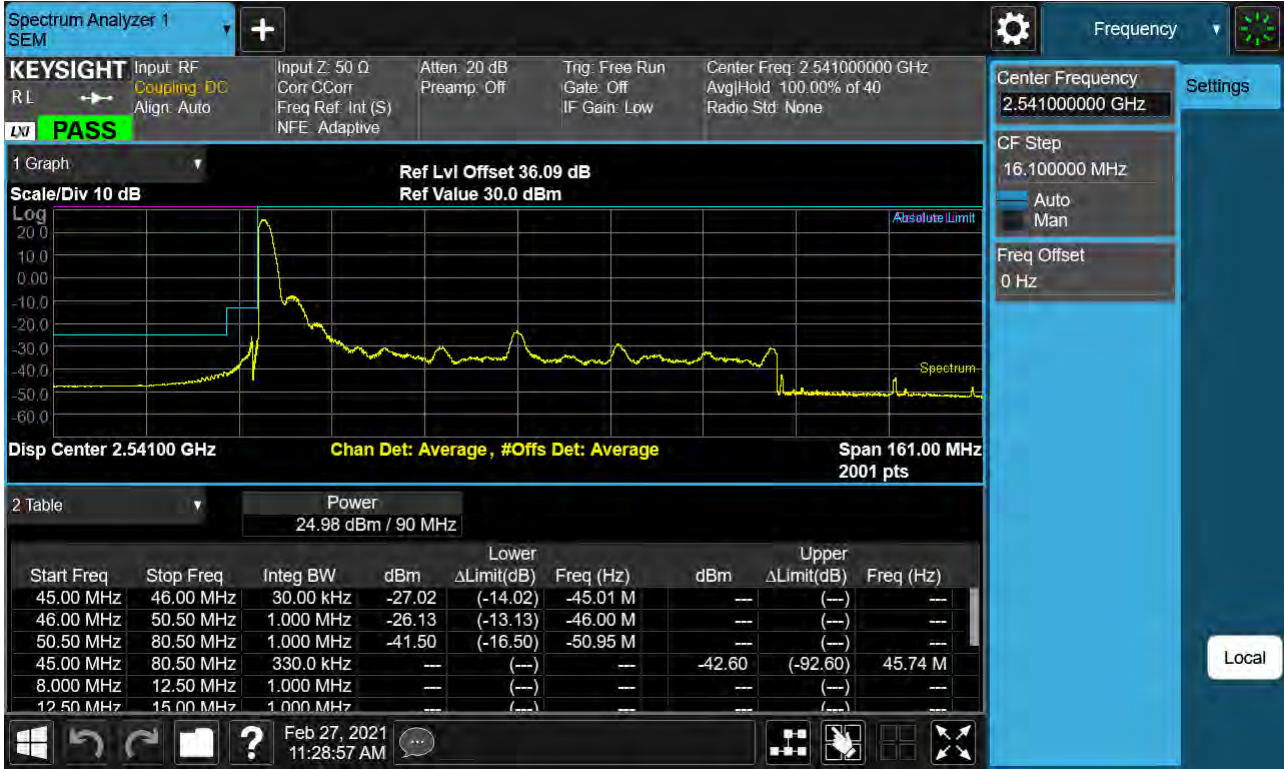 Spectrum Analyzer 1
SEM
Frequency
KEYSIGHT
RL
LXI
PASS
Input: RF
Coupling: DC
Align: Auto
Input Z: 50 Ω
Corr CCorr
Freq Ref: Int (S)
NFE: Adaptive
Atten: 20 dB
Preamp: Off
Trig: Free Run
Gate: Off
IF Gain: Low
Center Freq: 2.541000000 GHz
Avg|Hold: 100.00% of 40
Radio Std: None
Center Frequency
2.541000000 GHz
Settings
CF Step
16.100000 MHz
Auto
Man
Freq Offset
0 Hz
Local
1 Graph
Scale/Div 10 dB
Ref Lvl Offset 36.09 dB
Ref Value 30.0 dBm
Log
Absolute Limit
20.0
10.0
0.00
-10.0
-20.0
-30.0
-40.0
-50.0
-60.0
Spectrum
Disp Center 2.54100 GHz
Chan Det: Average, #Offs Det: Average
Span 161.00 MHz
2001 pts
2 Table
Power
24.98 dBm / 90 MHz
Lower Upper
Start Freq Stop Freq Integ BW dBm ΔLimit(dB) Freq (Hz) dBm ΔLimit(dB) Freq (Hz)
45.00 MHz 46.00 MHz 30.00 kHz -27.02 (-14.02) -45.01 M --- (---) ---
46.00 MHz 50.50 MHz 1.000 MHz -26.13 (-13.13) -46.00 M --- (---) ---
50.50 MHz 80.50 MHz 1.000 MHz -41.50 (-16.50) -50.95 M --- (---) ---
45.00 MHz 80.50 MHz 330.0 kHz --- (---) --- -42.60 (-92.60) 45.74 M
8.000 MHz 12.50 MHz 1.000 MHz --- (---) --- --- (---) ---
12.50 MHz 15.00 MHz 1.000 MHz --- (---) --- --- (---) ---
Feb 27, 2021
11:28:57 AM